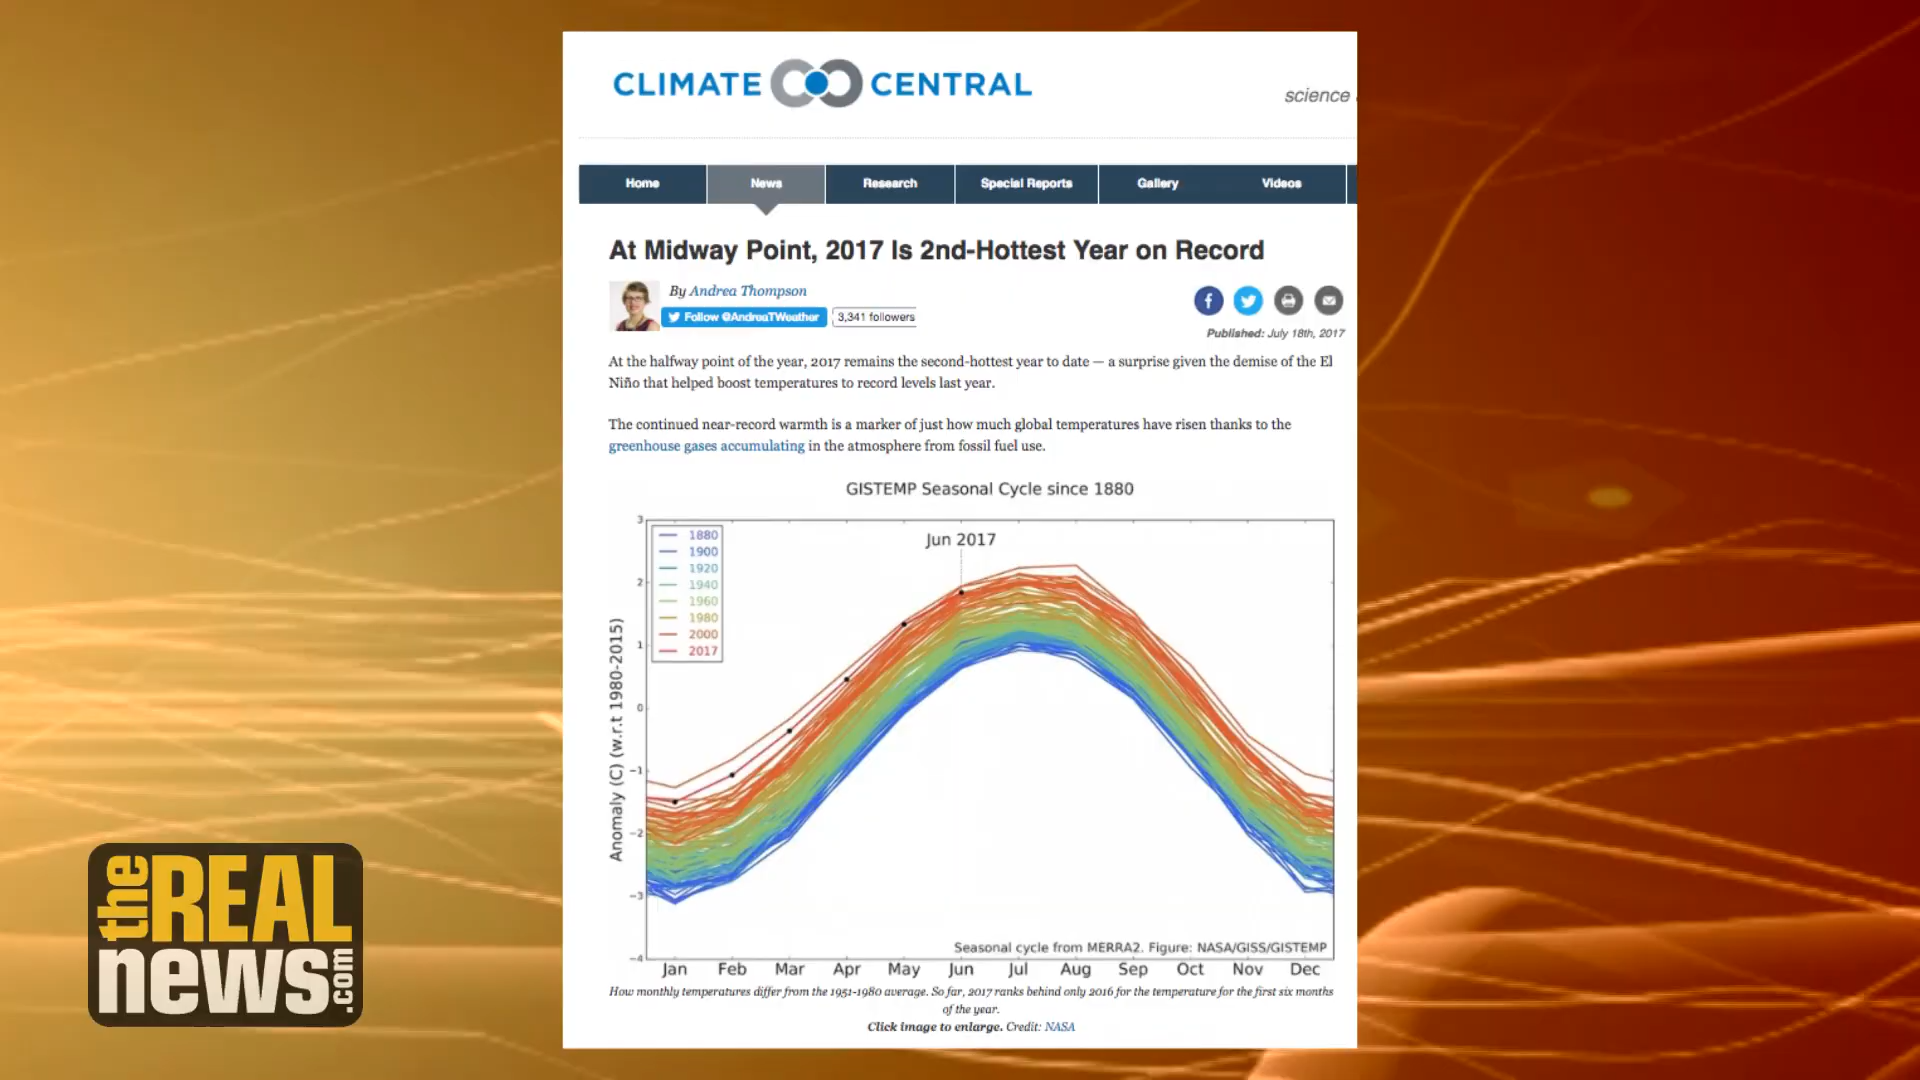 CLIMATE CENTRAL
science
Home News Research Special Reports Gallery Videos
At Midway Point, 2017 Is 2nd-Hottest Year on Record
By Andrea Thompson
Follow @AndreaTWeather 3,341 followers
Published: July 18th, 2017
At the halfway point of the year, 2017 remains the second-hottest year to date — a surprise given the demise of the El
Niño that helped boost temperatures to record levels last year.
The continued near-record warmth is a marker of just how much global temperatures have risen thanks to the
greenhouse gases accumulating in the atmosphere from fossil fuel use.
GISTEMP Seasonal Cycle since 1880
Jun 2017
1880
1900
1920
1940
1960
1980
2000
2017
Anomaly (C) (w.r.t 1980-2015)
3
2
1
0
−1
−2
−3
−4
Seasonal cycle from MERRA2. Figure: NASA/GISS/GISTEMP
Jan Feb Mar Apr May Jun Jul Aug Sep Oct Nov Dec
How monthly temperatures differ from the 1951-1980 average. So far, 2017 ranks behind only 2016 for the temperature for the first six months
of the year.
Click image to enlarge. Credit: NASA
the REAL
news.com